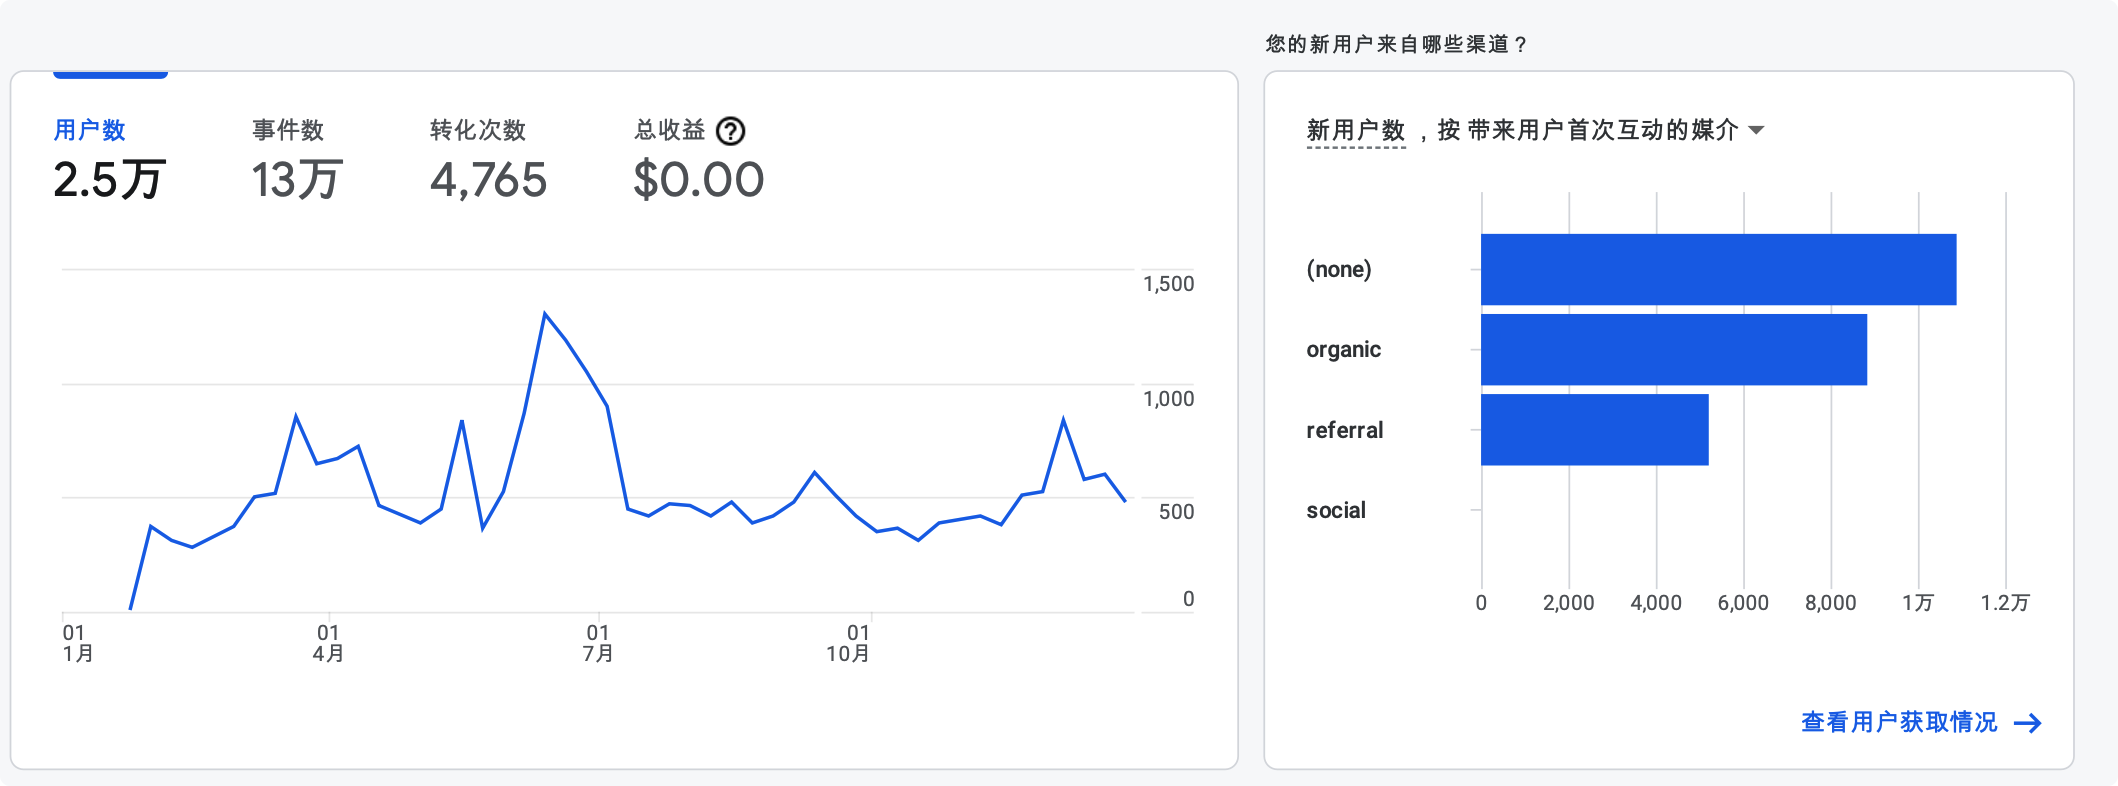 用户数
2.5万
事件数
13万
转化次数
4,765
总收益 ?
$0.00
1,500
1,000
500
0
01
1月
01
4月
01
7月
01
10月
您的新用户来自哪些渠道？
新用户数 ，按 带来用户首次互动的媒介
(none)
organic
referral
social
0 2,000 4,000 6,000 8,000 1万 1.2万
查看用户获取情况